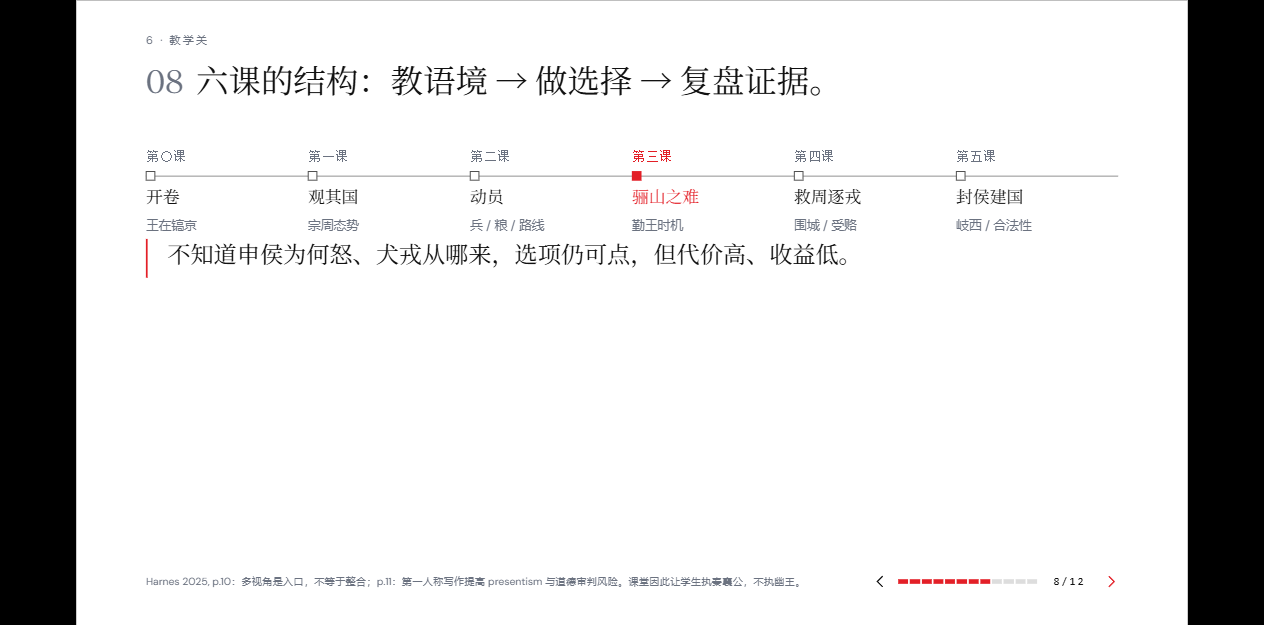 6 · 教学关
08 六课的结构：教语境 → 做选择 → 复盘证据。
第〇课 第一课 第二课 第三课 第四课 第五课
开卷 观其国 动员 骊山之难 救周逐戎 封侯建国
王在镐京 宗周态势 兵 / 粮 / 路线 勤王时机 围城 / 受赂 岐西 / 合法性
不知道申侯为何怒、犬戎从哪来，选项仍可点，但代价高、收益低。
Harnes 2025, p.10：多视角是入口，不等于整合；p.11：第一人称写作提高 presentism 与道德审判风险。课堂因此让学生执秦襄公，不执幽王。
8/12